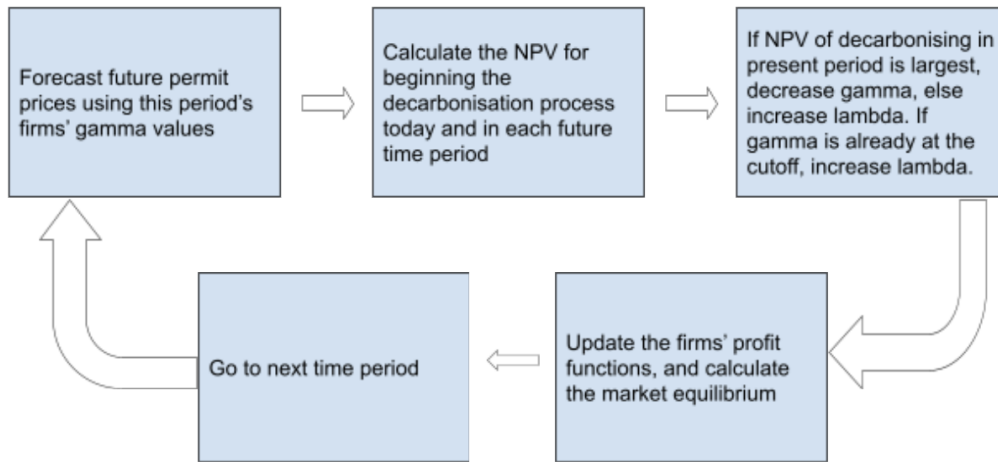 Forecast future permit
prices using this period's
firms' gamma values
Calculate the NPV for
beginning the
decarbonisation process
today and in each future
time period
If NPV of decarbonising in
present period is largest,
decrease gamma, else
increase lambda. If
gamma is already at the
cutoff, increase lambda.
Update the firms' profit
functions, and calculate
the market equilibrium
Go to next time period